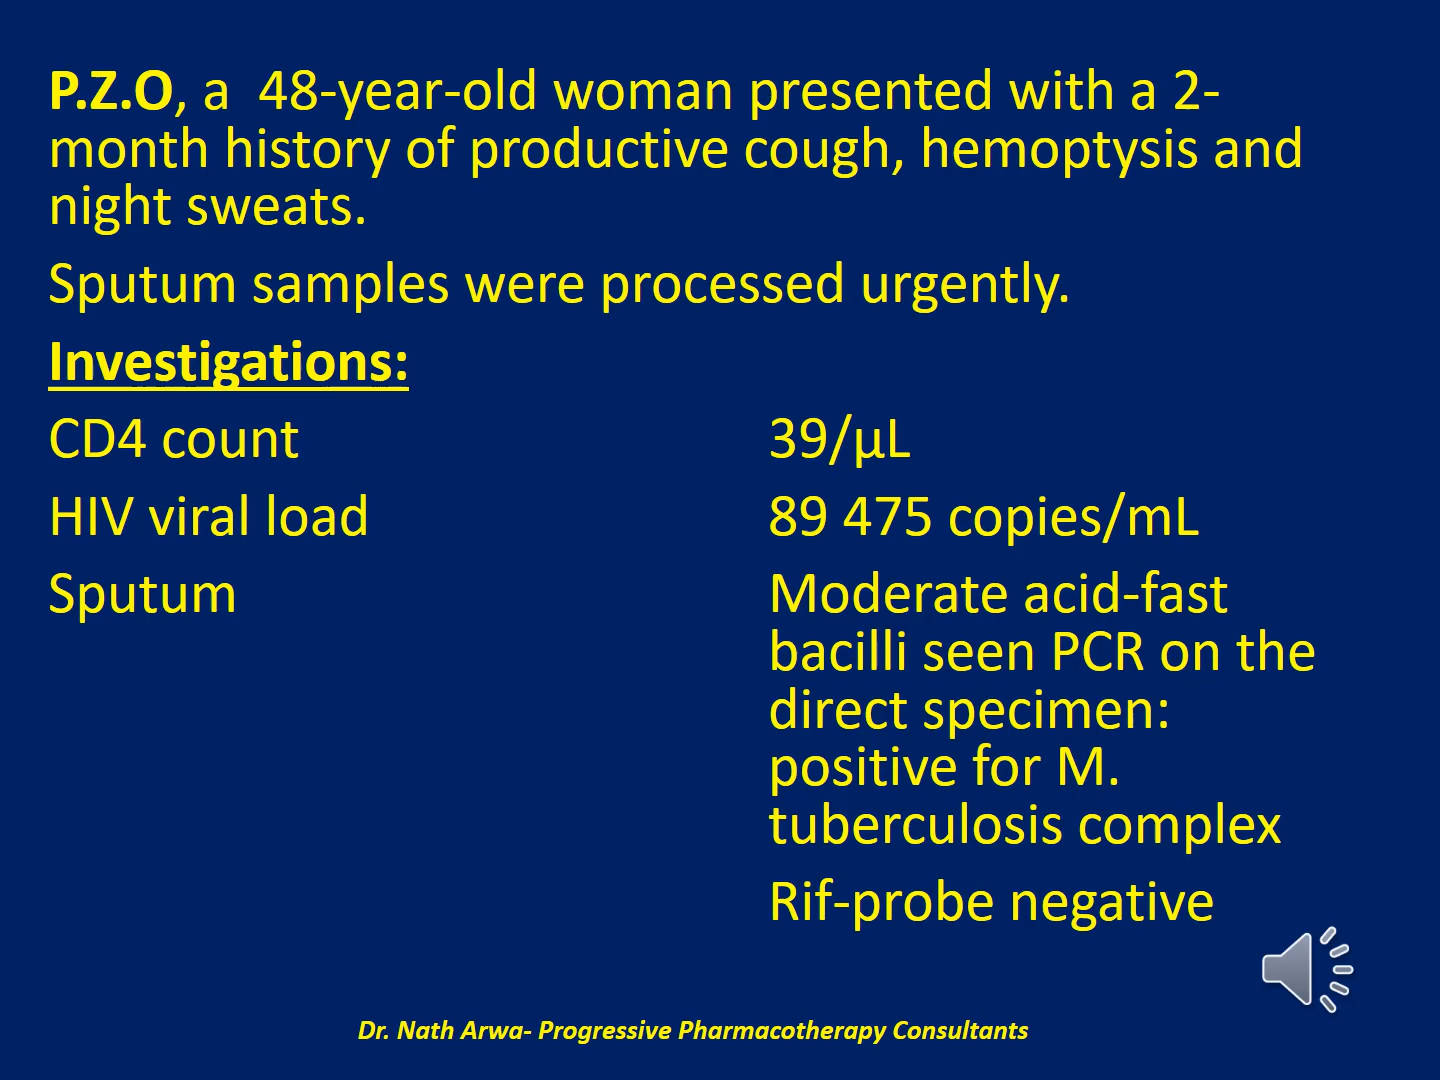 P.Z.O, a  48-year-old woman presented with a 2-
month history of productive cough, hemoptysis and
night sweats.
Sputum samples were processed urgently.
Investigations:
CD4 count 39/µL
HIV viral load 89 475 copies/mL
Sputum Moderate acid-fast
bacilli seen PCR on the
direct specimen:
positive for M.
tuberculosis complex
Rif-probe negative
Dr. Nath Arwa- Progressive Pharmacotherapy Consultants